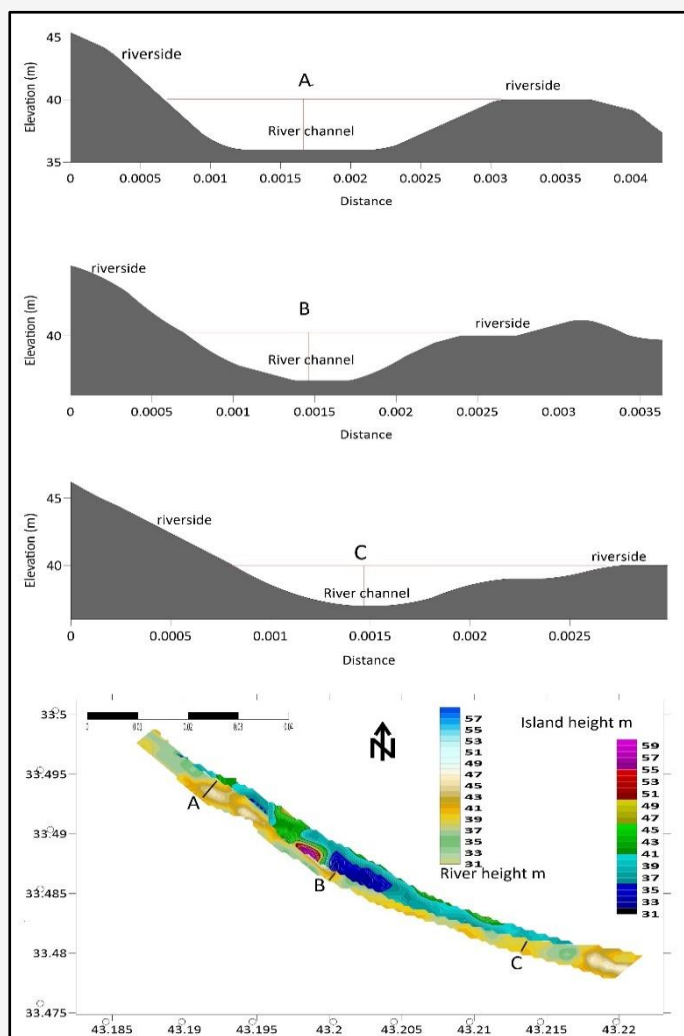 45
riverside
A
riverside
40
River channel
35
Elevation (m)
0 0.0005 0.001 0.0015 0.002 0.0025 0.003 0.0035 0.004
Distance
riverside
B
riverside
40
River channel
Elevation (m)
0 0.0005 0.001 0.0015 0.002 0.0025 0.003 0.0035
Distance
45
riverside
C
riverside
40
River channel
Elevation (m)
0 0.0005 0.001 0.0015 0.002 0.0025
Distance
33.5
33.495
33.49
33.485
33.48
33.475
N
57
55
53
51
49
47
45
43
41
39
37
35
33
31
River height m
Island height m
59
57
55
53
51
49
47
45
43
41
39
37
35
33
31
A
B
C
43.185 43.19 43.195 43.2 43.205 43.21 43.215 43.22